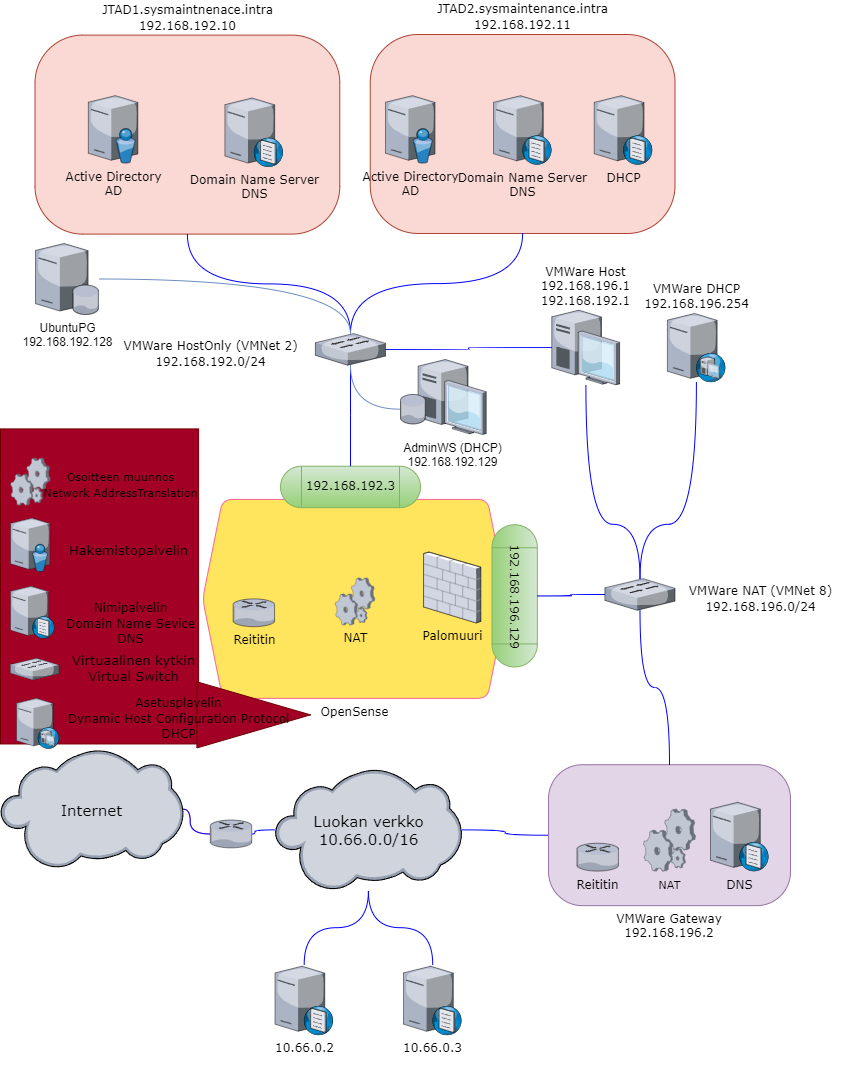 JTAD1.sysmaintnenace.intra
192.168.192.10
JTAD2.sysmaintenance.intra
192.168.192.11
Active Directory
AD
Domain Name Server
DNS
Active Directory
AD
Domain Name Server
DNS
DHCP
UbuntuPG
192.168.192.128
VMWare HostOnly (VMNet 2)
192.168.192.0/24
VMWare Host
192.168.196.1
192.168.192.1
VMWare DHCP
192.168.196.254
AdminWS (DHCP)
192.168.192.129
192.168.192.3
192.168.196.129
Osoitteen muunnos
Network AddressTranslation
Hakemistopalvelin
Nimipalvelin
Domain Name Sevice
DNS
Virtuaalinen kytkin
Virtual Switch
Asetusplavelin
Dynamic Host Configuration Protocol
DHCP
Reititin
NAT
Palomuuri
OpenSense
VMWare NAT (VMNet 8)
192.168.196.0/24
Internet
Luokan verkko
10.66.0.0/16
Reititin
NAT
DNS
VMWare Gateway
192.168.196.2
10.66.0.2
10.66.0.3